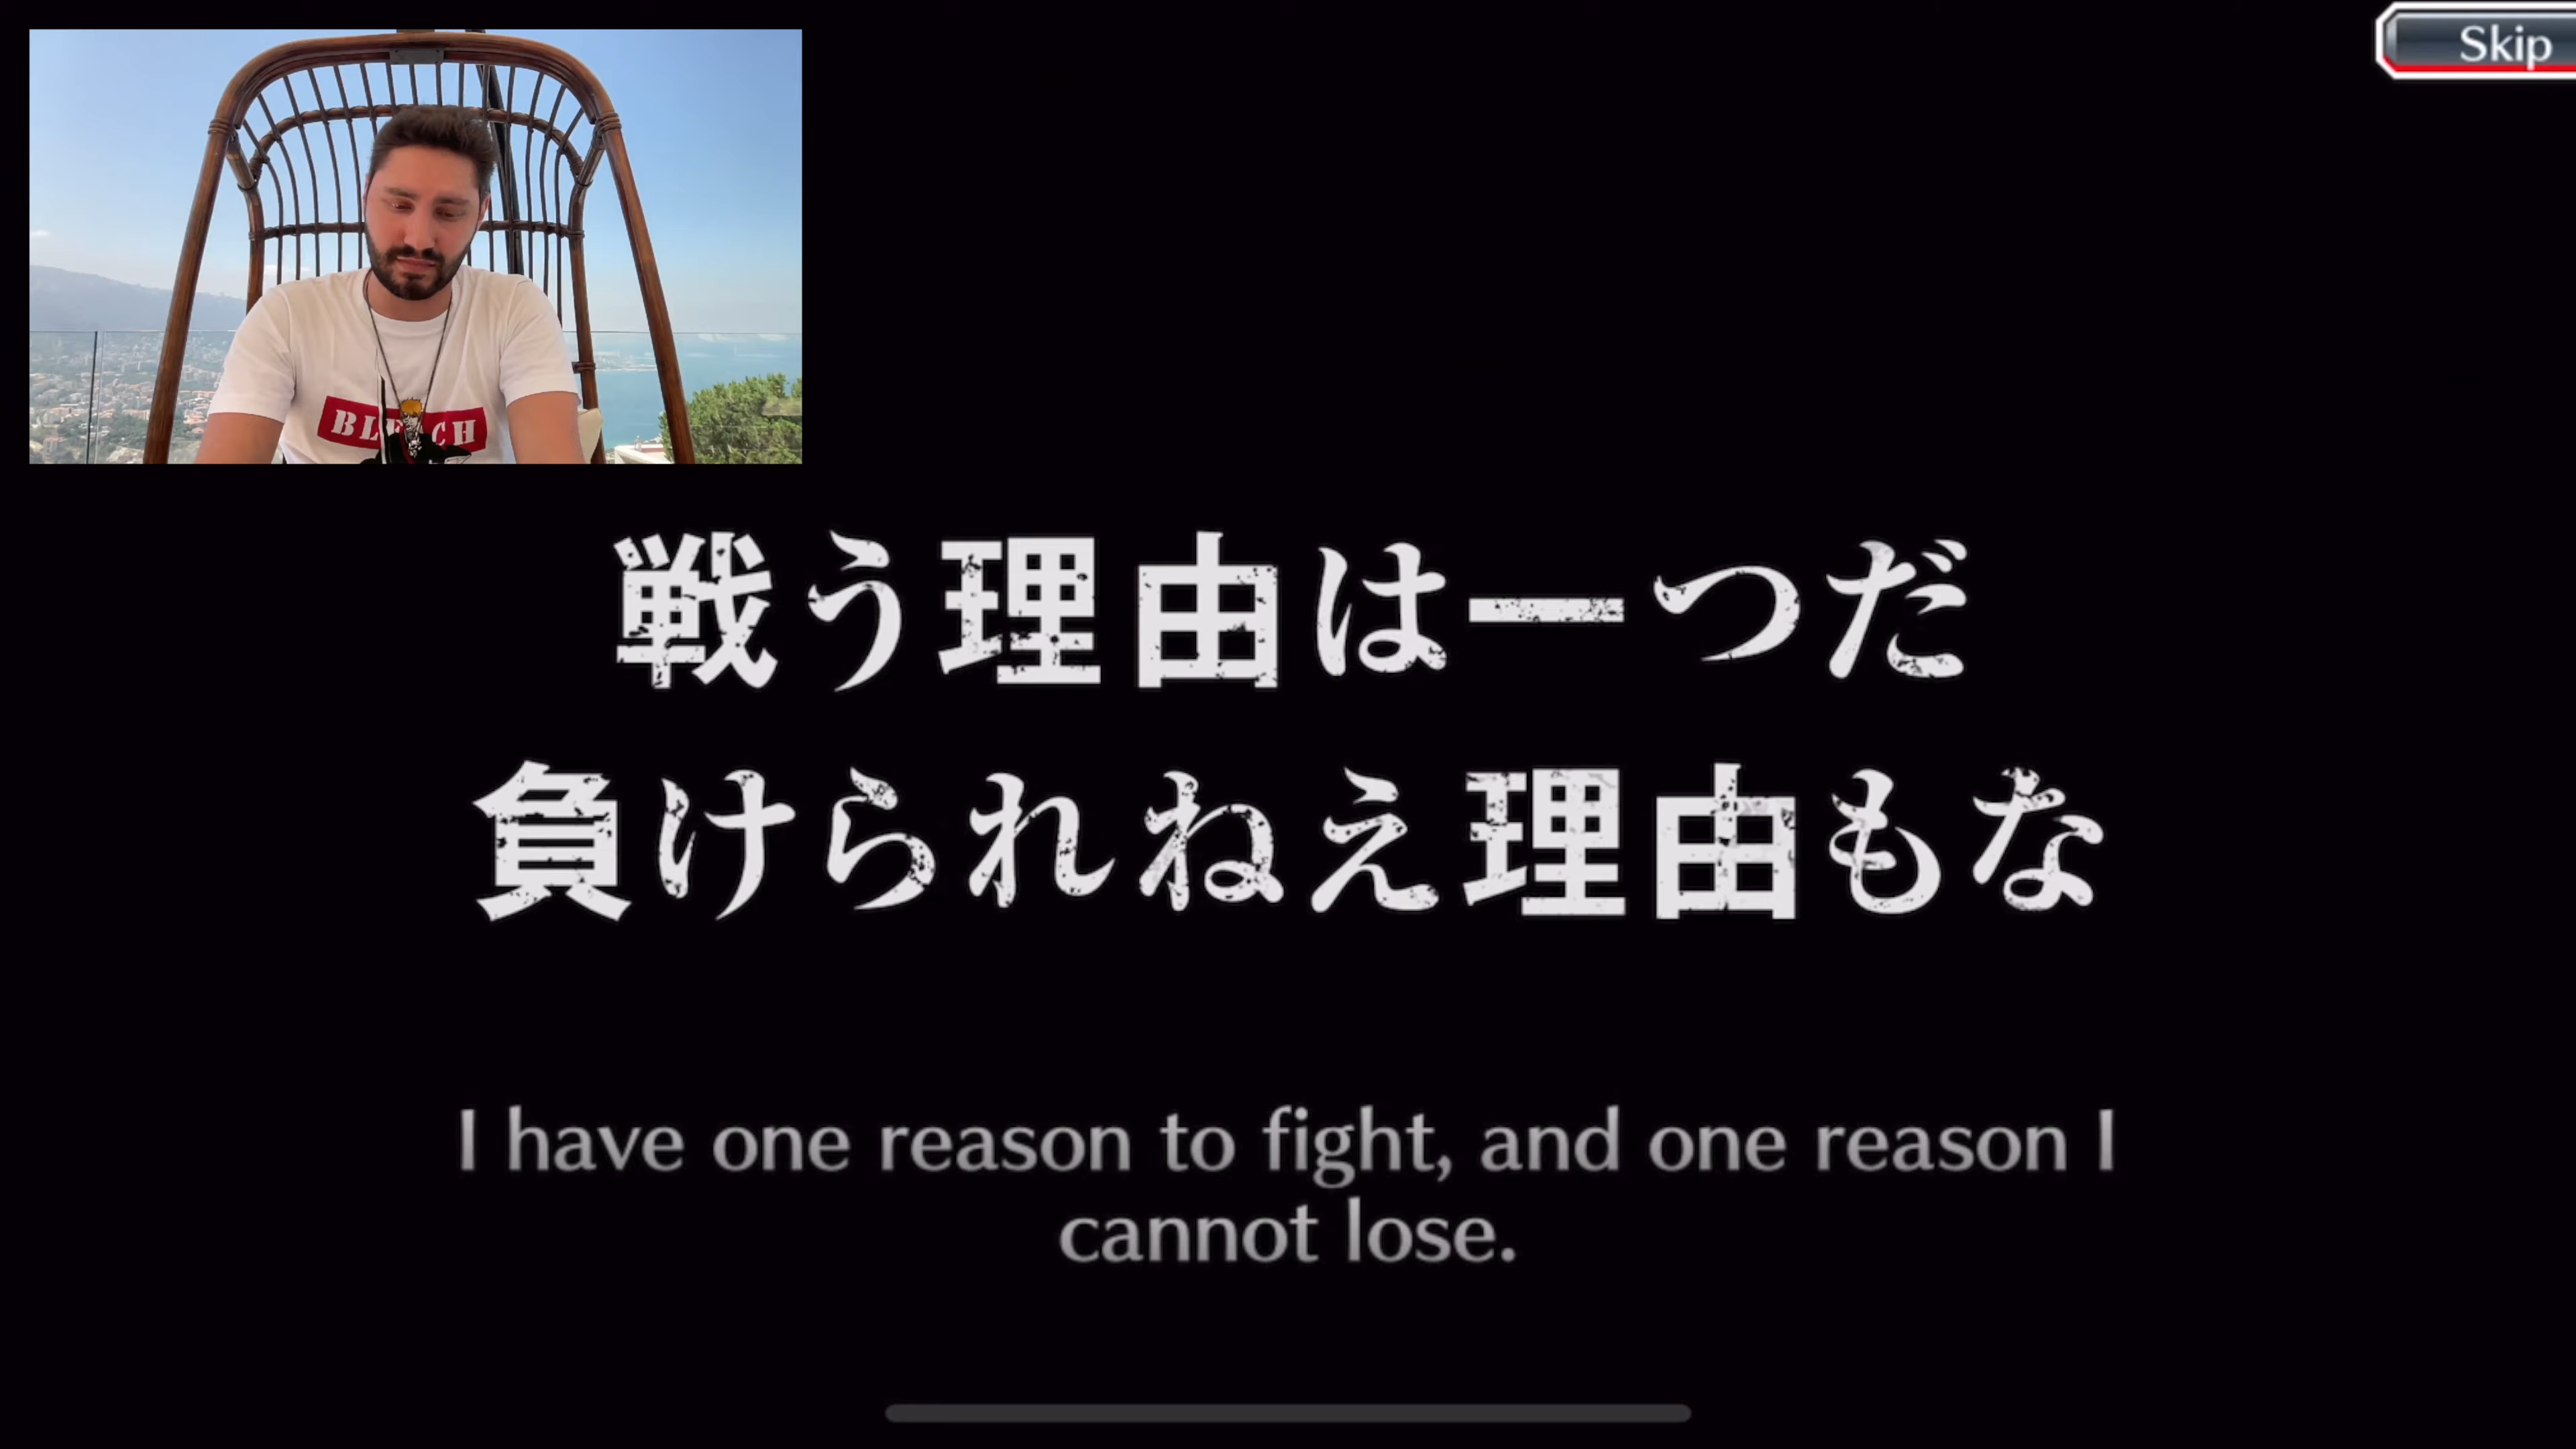 Skip
BLEACH
戦う理由は一つだ
負けられねえ理由もな
I have one reason to fight, and one reason I
cannot lose.